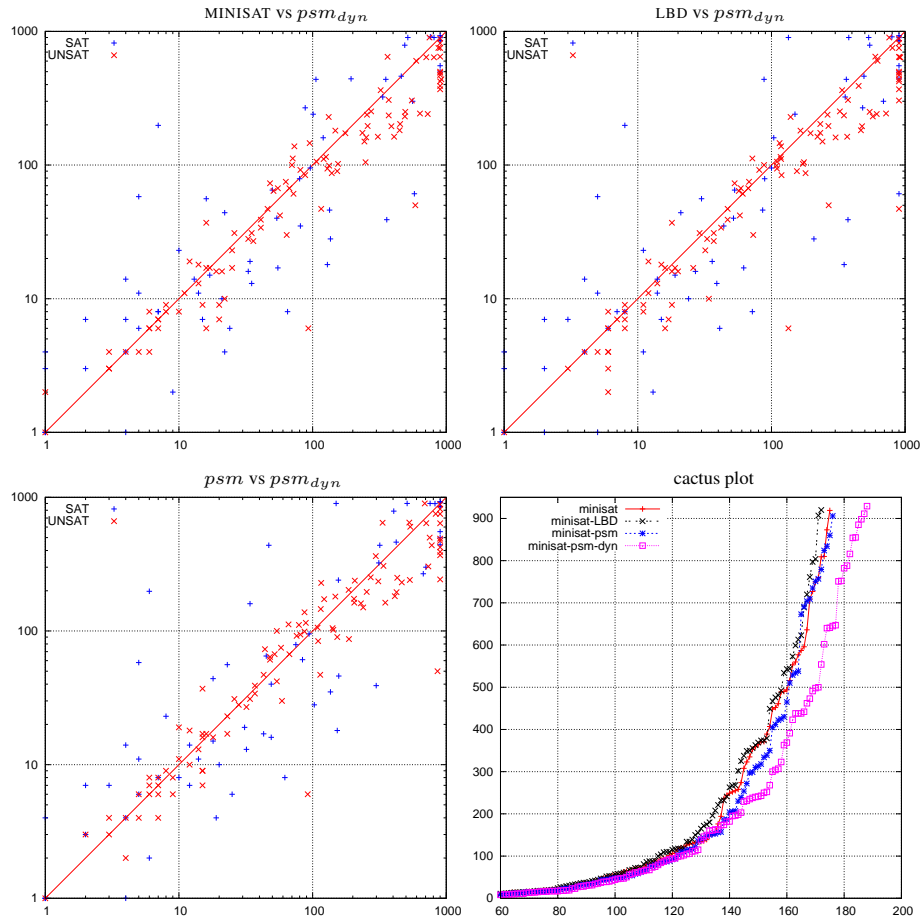 MINISAT vs psm_dyn
1000
100
10
1
1 10 100 1000
SAT
UNSAT
LBD vs psm_dyn
1000
100
10
1
1 10 100 1000
SAT
UNSAT
psm vs psm_dyn
1000
100
10
1
1 10 100 1000
SAT
UNSAT
cactus plot
900
800
700
600
500
400
300
200
100
0
60 80 100 120 140 160 180 200
minisat
minisat-LBD
minisat-psm
minisat-psm-dyn